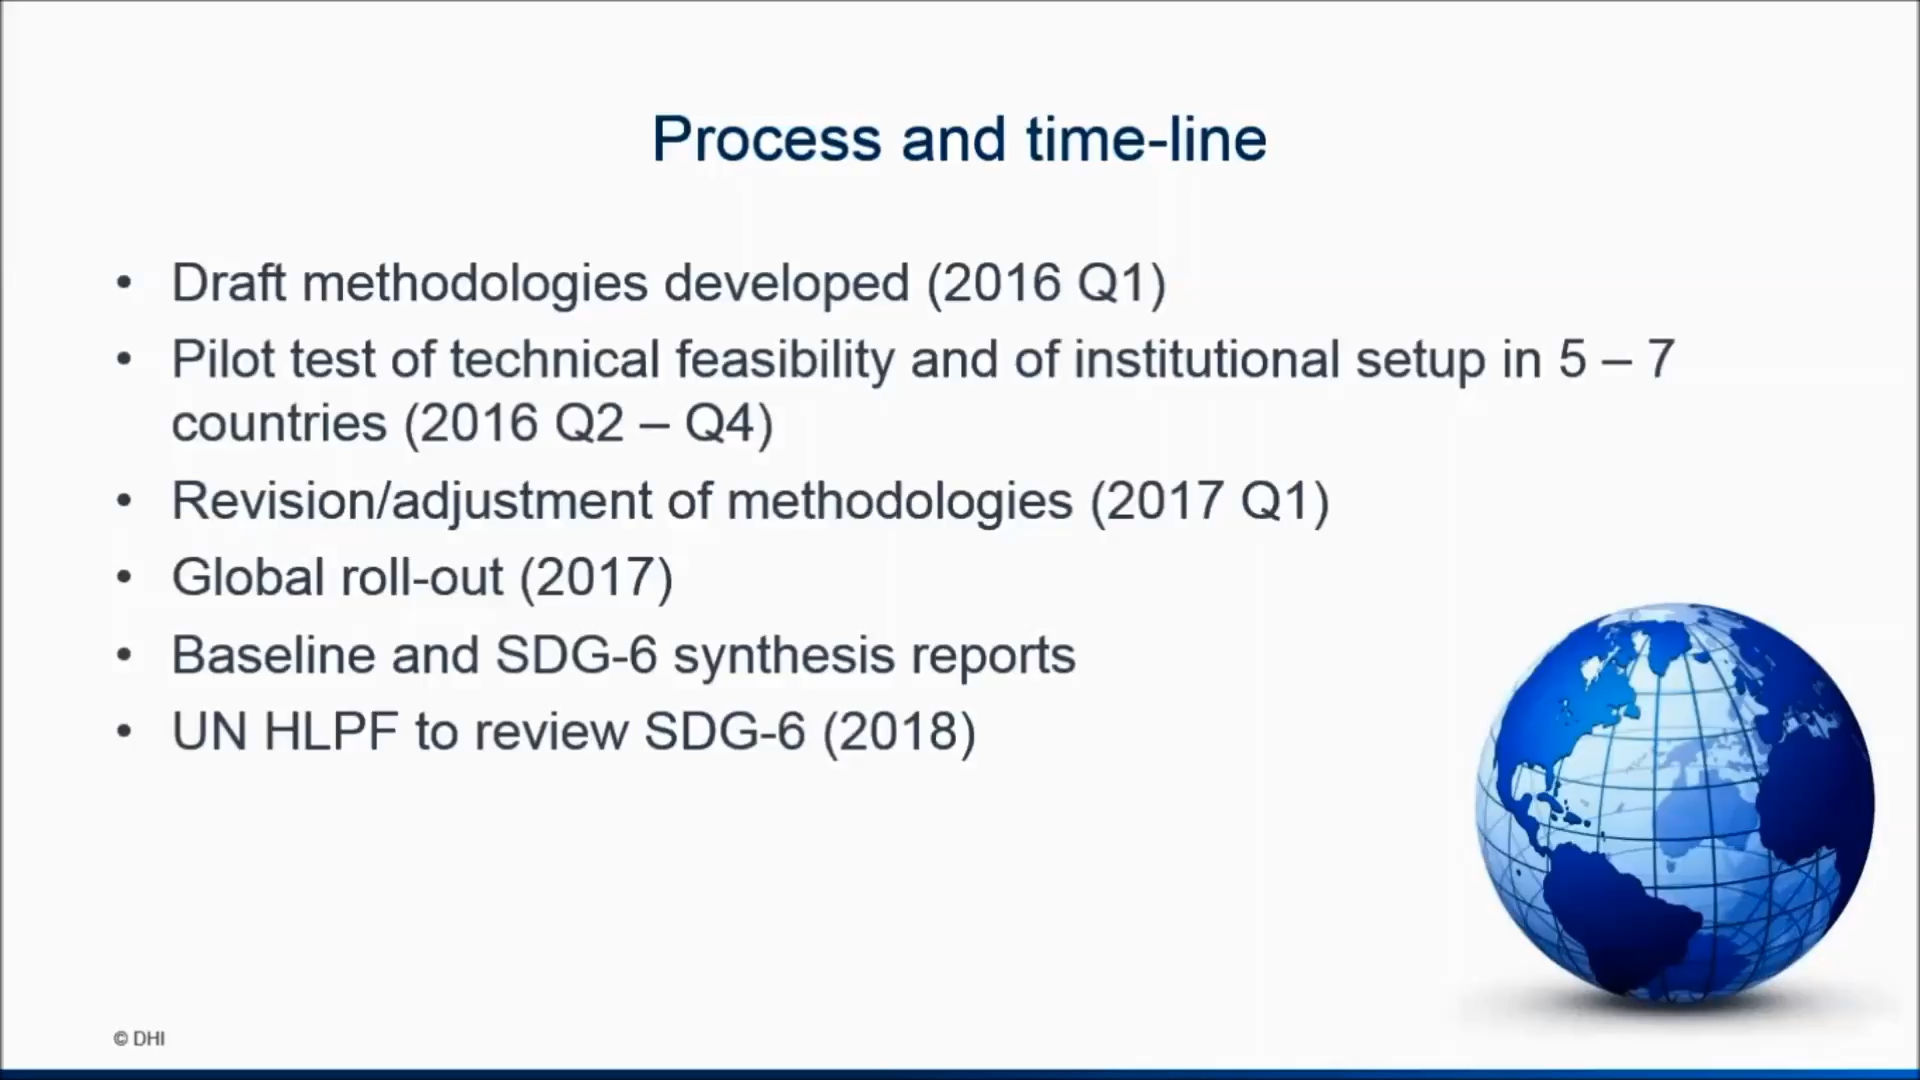 Process and time-line
• Draft methodologies developed (2016 Q1)
• Pilot test of technical feasibility and of institutional setup in 5 – 7
countries (2016 Q2 – Q4)
• Revision/adjustment of methodologies (2017 Q1)
• Global roll-out (2017)
• Baseline and SDG-6 synthesis reports
• UN HLPF to review SDG-6 (2018)
© DHI